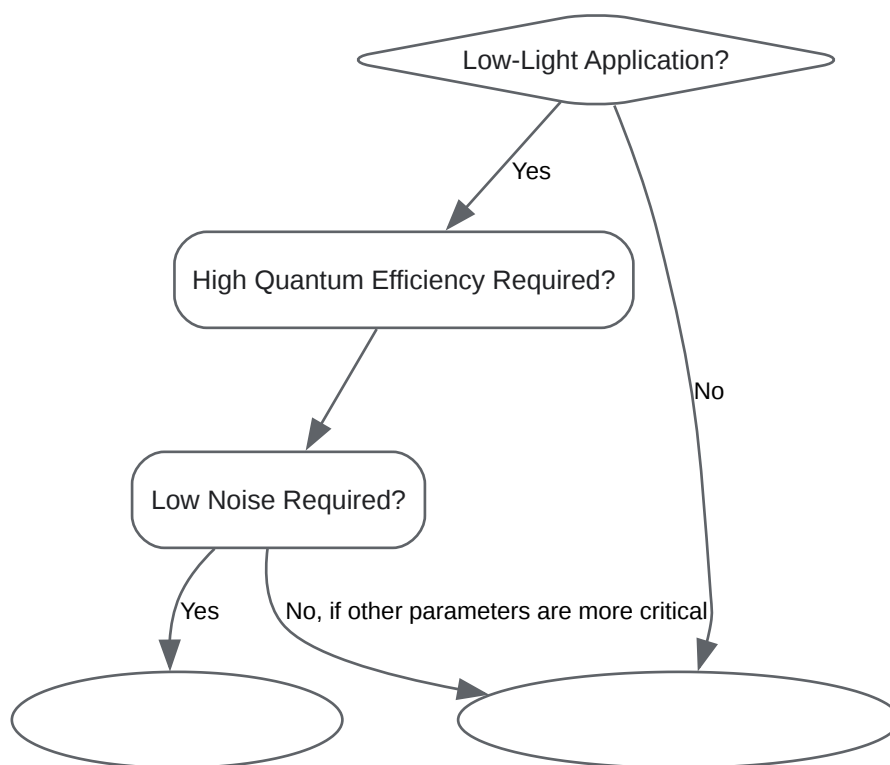 Low-Light Application?
Yes
High Quantum Efficiency Required?
No
Low Noise Required?
Yes
No, if other parameters are more critical